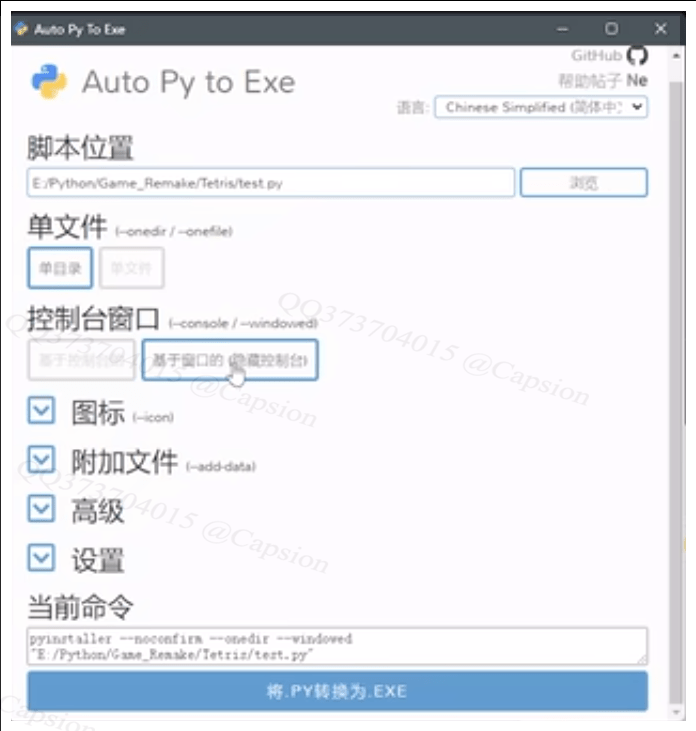 Auto Py To Exe
GitHub
Auto Py to Exe
帮助帖子 Ne
语言: Chinese Simplified (简体中文
脚本位置
E:/Python/Game_Remake/Tetris/test.py
浏览
单文件 (--onedir / --onefile)
单目录 单文件
控制台窗口 (--console / --windowed)
基于控制台的 基于窗口的 (隐藏控制台)
图标 (--icon)
附加文件 (--add-data)
高级
设置
当前命令
pyinstaller --noconfirm --onedir --windowed
"E:/Python/Game_Remake/Tetris/test.py"
将.PY转换为.EXE
QQ373704015 @Capsion
QQ373704015 @Capsion
QQ373704015 @Capsion
Capsion